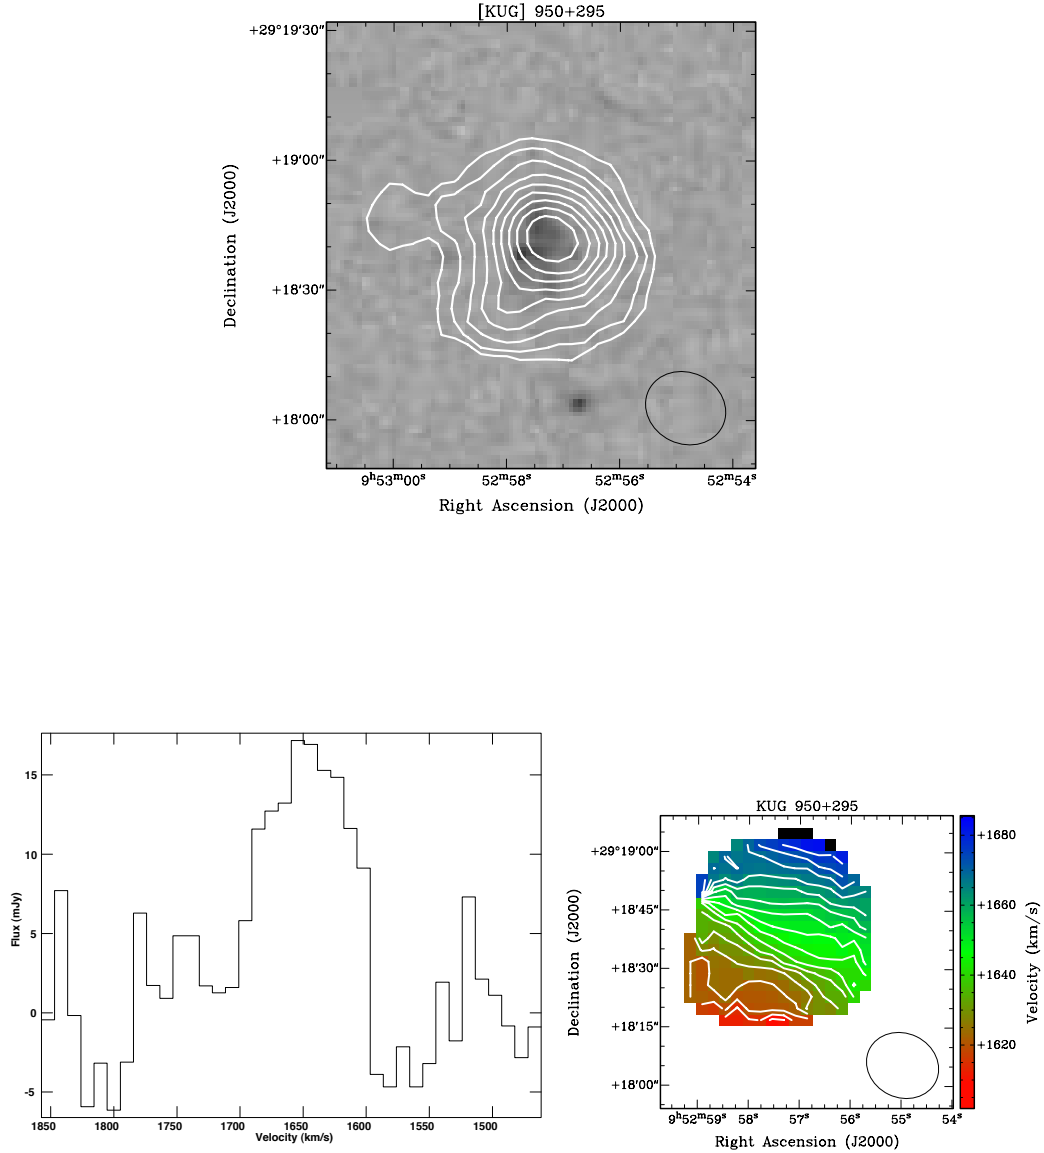 [KUG] 950+295
+29°19′30″
+19′00″
+18′30″
+18′00″
Declination (J2000)
9ʰ53ᵐ00ˢ 52ᵐ58ˢ 52ᵐ56ˢ 52ᵐ54ˢ
Right Ascension (J2000)
15
10
5
0
-5
Flux (mJy)
1850 1800 1750 1700 1650 1600 1550 1500
Velocity (km/s)
KUG 950+295
+29°19′00″
+18′45″
+18′30″
+18′15″
+18′00″
Declination (J2000)
9ʰ52ᵐ59ˢ 58ˢ 57ˢ 56ˢ 55ˢ 54ˢ
Right Ascension (J2000)
+1680
+1660
+1640
+1620
Velocity (km/s)